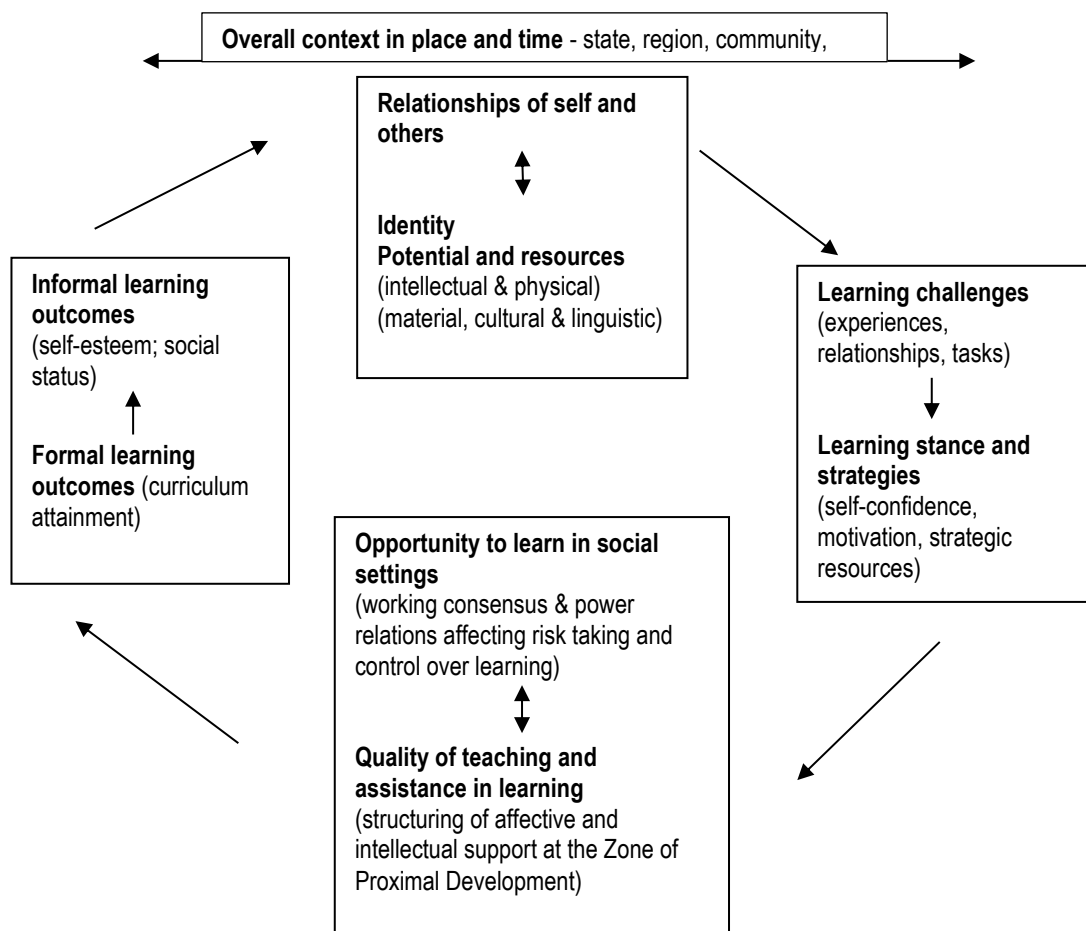 Overall context in place and time - state, region, community,
Relationships of self and
others
Identity
Potential and resources
(intellectual & physical)
(material, cultural & linguistic)
Learning challenges
(experiences,
relationships, tasks)
Learning stance and
strategies
(self-confidence,
motivation, strategic
resources)
Opportunity to learn in social
settings
(working consensus & power
relations affecting risk taking and
control over learning)
Quality of teaching and
assistance in learning
(structuring of affective and
intellectual support at the Zone of
Proximal Development)
Informal learning
outcomes
(self-esteem; social
status)
Formal learning
outcomes (curriculum
attainment)